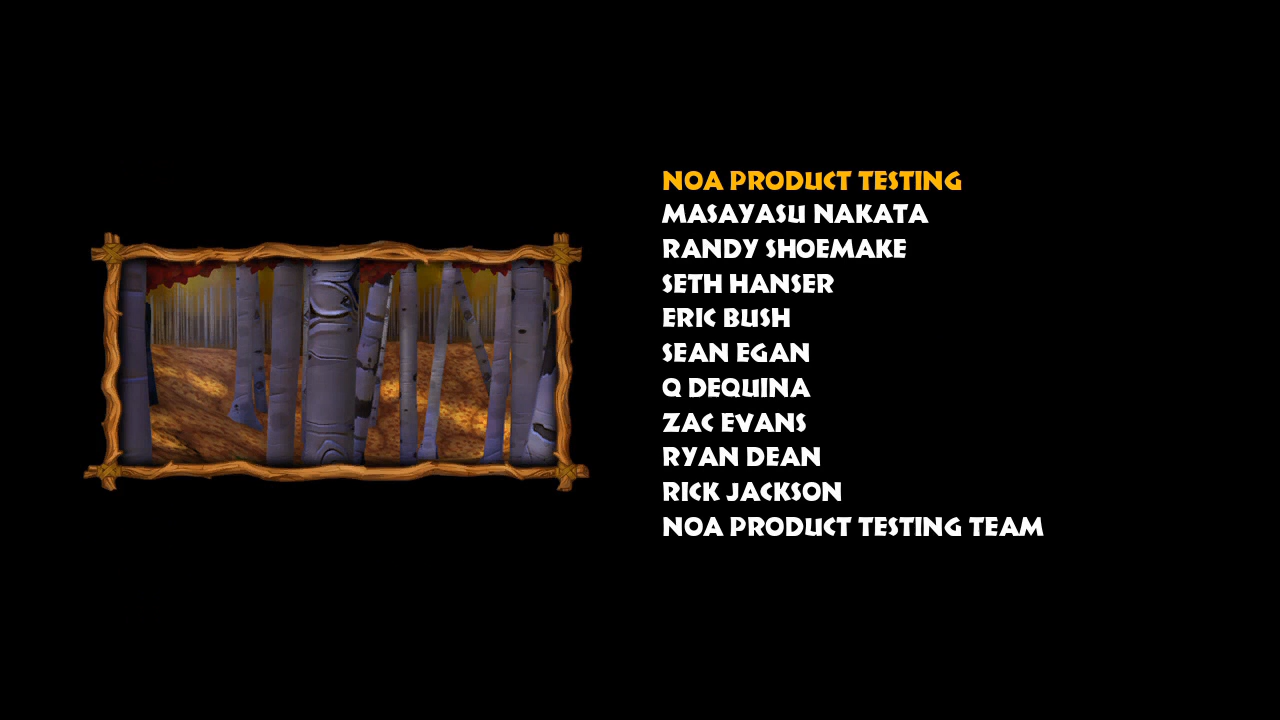 NOA PRODUCT TESTING
MASAYASU NAKATA
RANDY SHOEMAKE
SETH HANSER
ERIC BUSH
SEAN EGAN
Q DEQUINA
ZAC EVANS
RYAN DEAN
RICK JACKSON
NOA PRODUCT TESTING TEAM